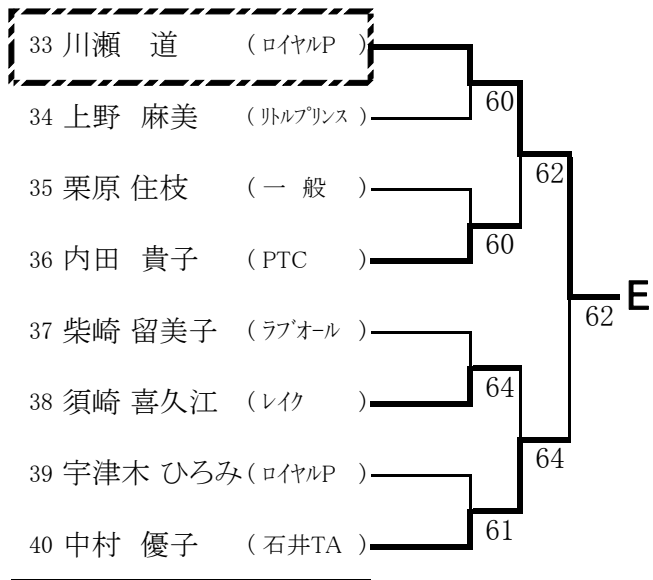 33 川瀬 道 (ロイヤルP)
60
34 上野 麻美 (リトルプリンス)
62
35 栗原 住枝 (一 般)
60
36 内田 貴子 (PTC)
62 E
37 柴崎 留美子 (ラブオール)
64
38 須崎 喜久江 (レイク)
64
39 宇津木 ひろみ (ロイヤルP)
61
40 中村 優子 (石井TA)